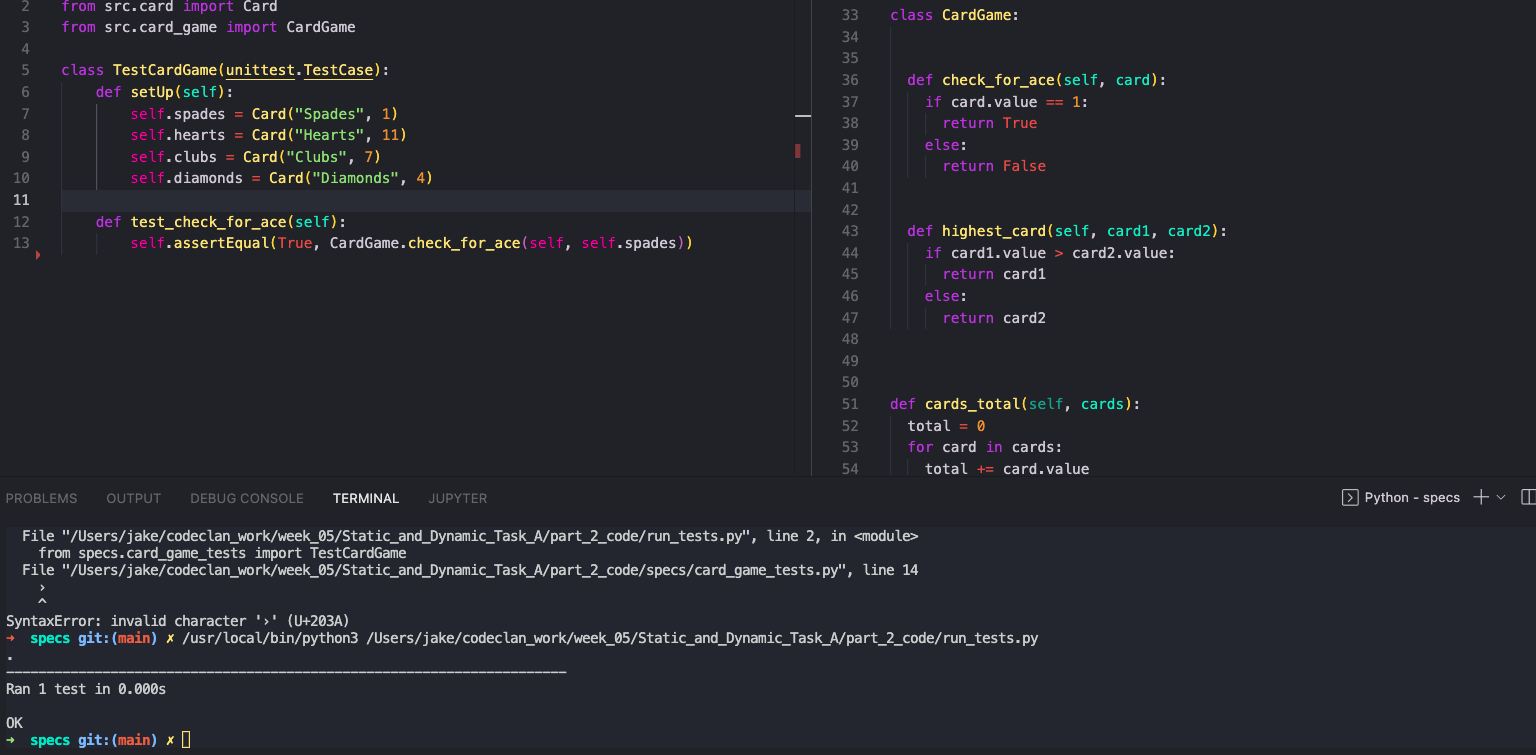 2 from src.card import Card
3 from src.card_game import CardGame
4
5 class TestCardGame(unittest.TestCase):
6 def setUp(self):
7 self.spades = Card("Spades", 1)
8 self.hearts = Card("Hearts", 11)
9 self.clubs = Card("Clubs", 7)
10 self.diamonds = Card("Diamonds", 4)
11
12 def test_check_for_ace(self):
13 self.assertEqual(True, CardGame.check_for_ace(self, self.spades))
33 class CardGame:
34
35
36 def check_for_ace(self, card):
37 if card.value == 1:
38 return True
39 else:
40 return False
41
42
43 def highest_card(self, card1, card2):
44 if card1.value > card2.value:
45 return card1
46 else:
47 return card2
48
49
50
51 def cards_total(self, cards):
52 total = 0
53 for card in cards:
54 total += card.value
PROBLEMS OUTPUT DEBUG CONSOLE TERMINAL JUPYTER Python - specs
File "/Users/jake/codeclan_work/week_05/Static_and_Dynamic_Task_A/part_2_code/run_tests.py", line 2, in <module>
from specs.card_game_tests import TestCardGame
File "/Users/jake/codeclan_work/week_05/Static_and_Dynamic_Task_A/part_2_code/specs/card_game_tests.py", line 14
›
^
SyntaxError: invalid character '›' (U+203A)
➜ specs git:(main) ✗ /usr/local/bin/python3 /Users/jake/codeclan_work/week_05/Static_and_Dynamic_Task_A/part_2_code/run_tests.py
.
----------------------------------------------------------------------
Ran 1 test in 0.000s
OK
➜ specs git:(main) ✗